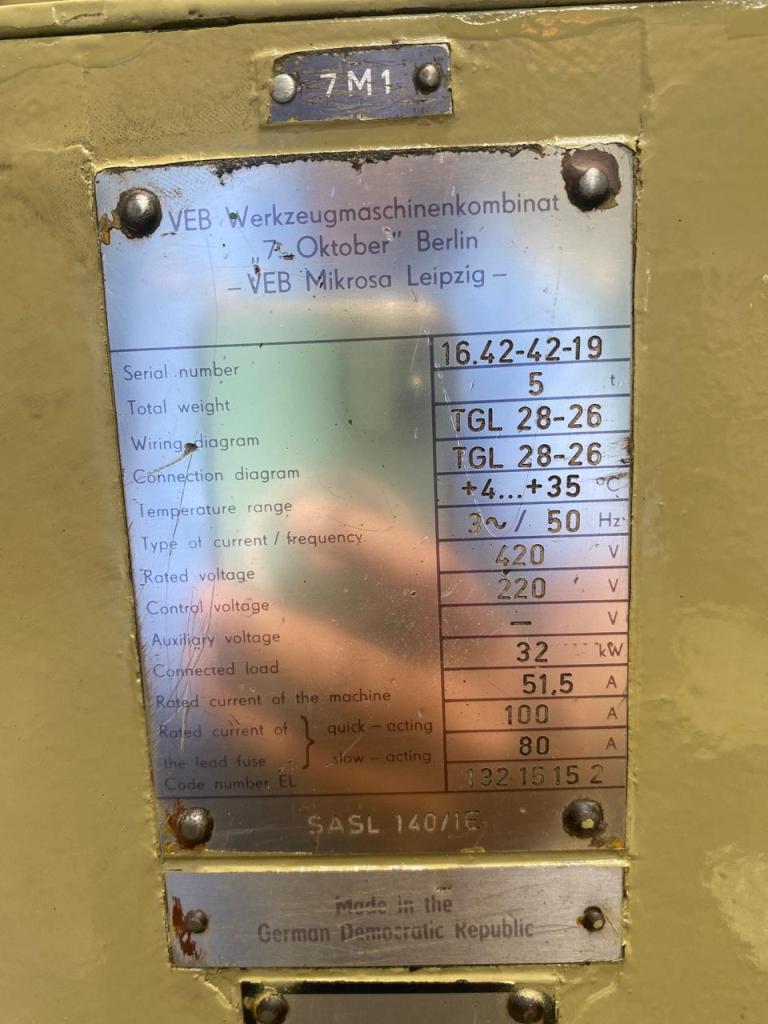 7M1
VEB Werkzeugmaschinenkombinat
„7. Oktober” Berlin
– VEB Mikrosa Leipzig –
Serial number 16.42-42-19
Total weight 5 t
Wiring diagram TGL 28-26
Connection diagram TGL 28-26
Temperature range +4...+35 °C
Type of current / frequency 3~/ 50 Hz
Rated voltage 420 V
Control voltage 220 V
Auxiliary voltage – V
Connected load 32 kW
Rated current of the machine 51,5 A
Rated current of } quick – acting 100 A
the lead fuse slow – acting 80 A
Code number EL 132 15 15 2
SASL 140/1E
Made in the
German Democratic Republic